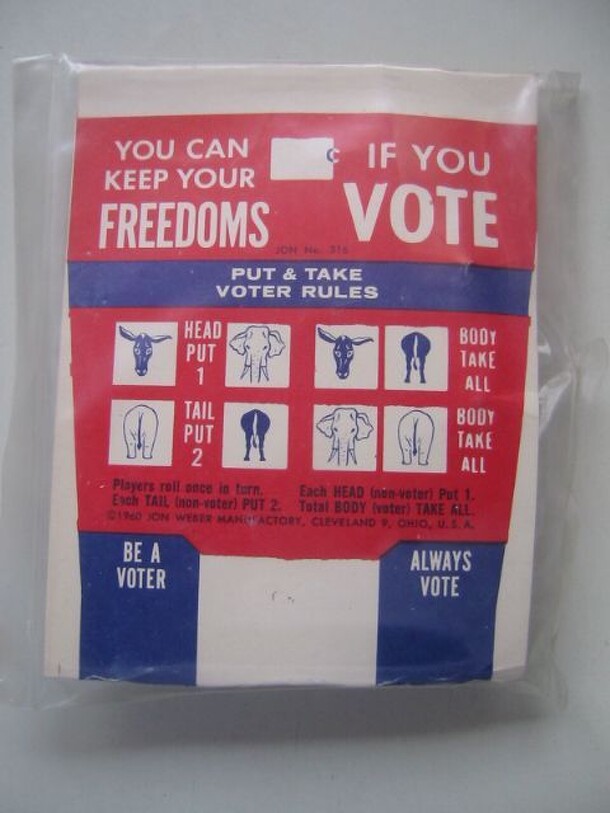 YOU CAN
KEEP YOUR
FREEDOMS
¢ IF YOU
VOTE
JON No. 316
PUT & TAKE
VOTER RULES
HEAD
PUT
1
BODY
TAKE
ALL
TAIL
PUT
2
BODY
TAKE
ALL
Players roll once in turn.
Each TAIL (non-voter) PUT 2.
Each HEAD (non-voter) Put 1.
Total BODY (voter) TAKE ALL.
©1960 JON WEBER MANUFACTORY, CLEVELAND 9, OHIO, U.S.A.
BE A
VOTER
ALWAYS
VOTE